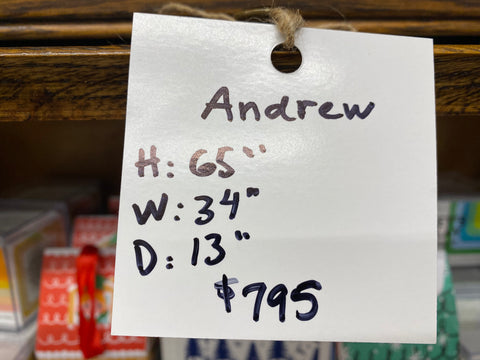 Andrew
H: 65"
W: 34"
D: 13"
$795